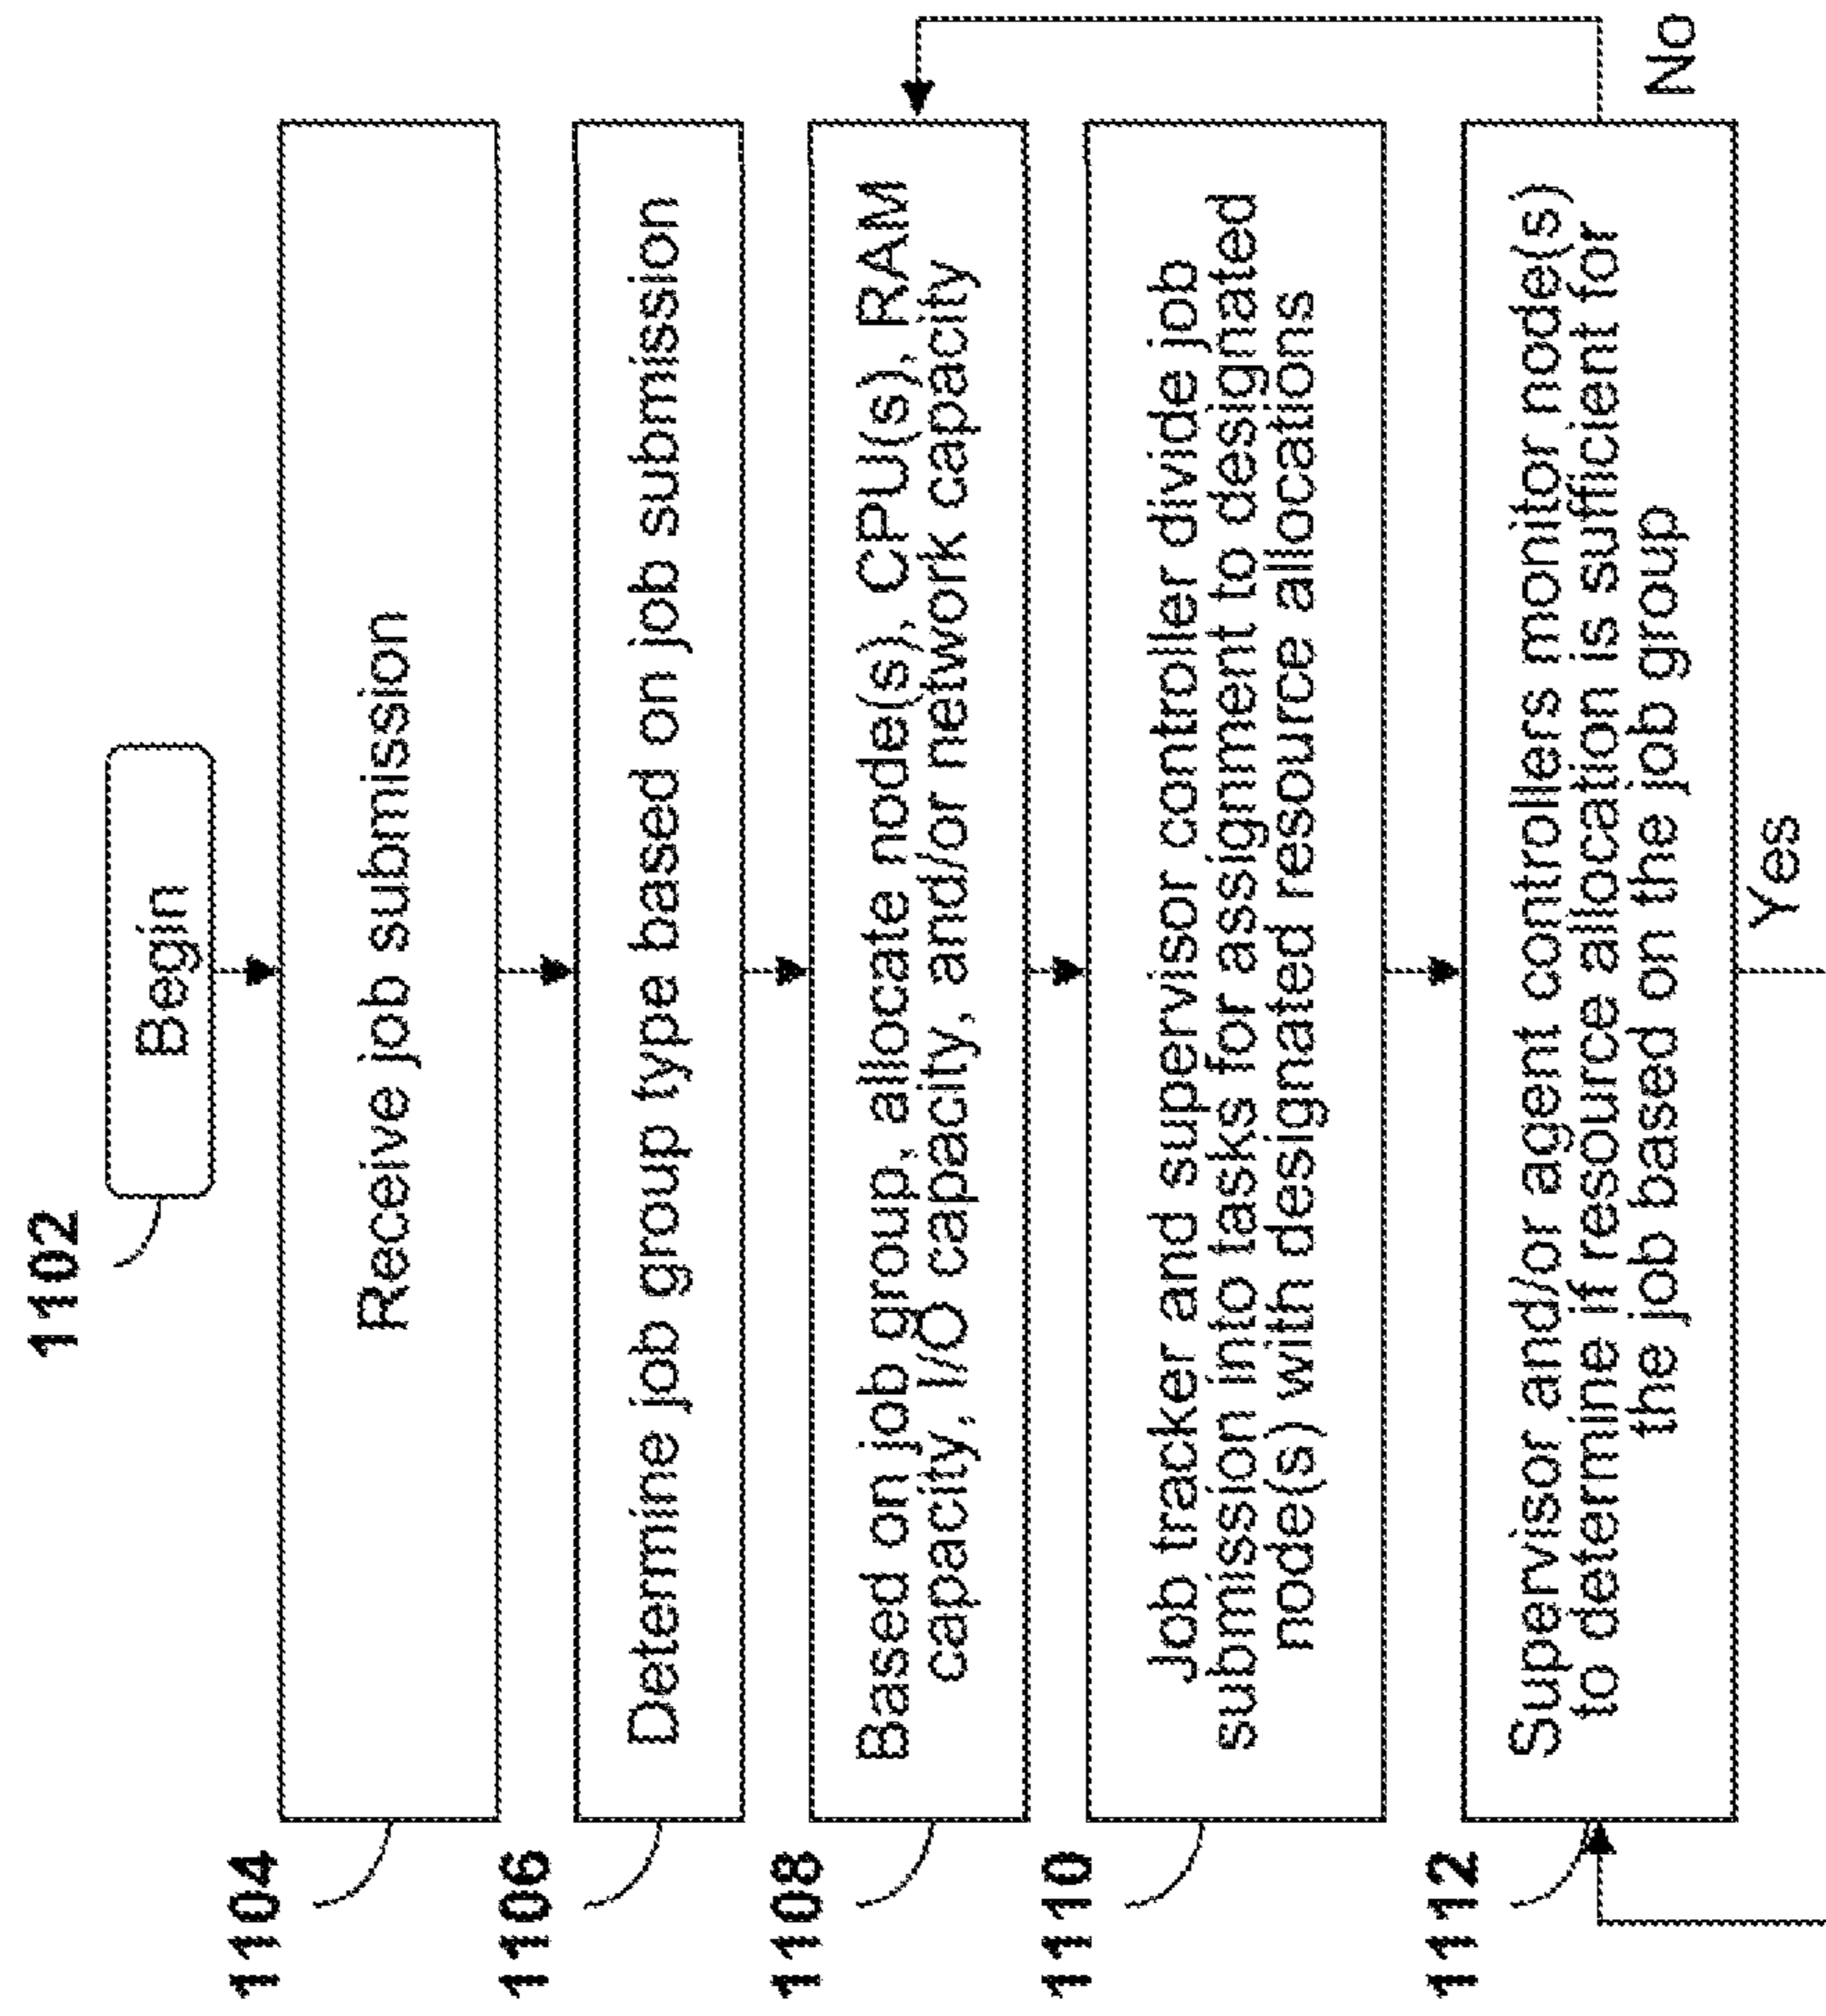 1102
Begin
1104
Receive job submission
1106
Determine job group type based on job submission
1108
Based on job group, allocate node(s), CPU(s), RAM
capacity, I/O capacity, and/or network capacity
1110
Job tracker and supervisor controller divide job
submission into tasks for assignment to designated
node(s) with designated resource allocations
1112
Supervisor and/or agent controllers monitor node(s)
to determine if resource allocation is sufficient for
the job based on the job group
No
Yes